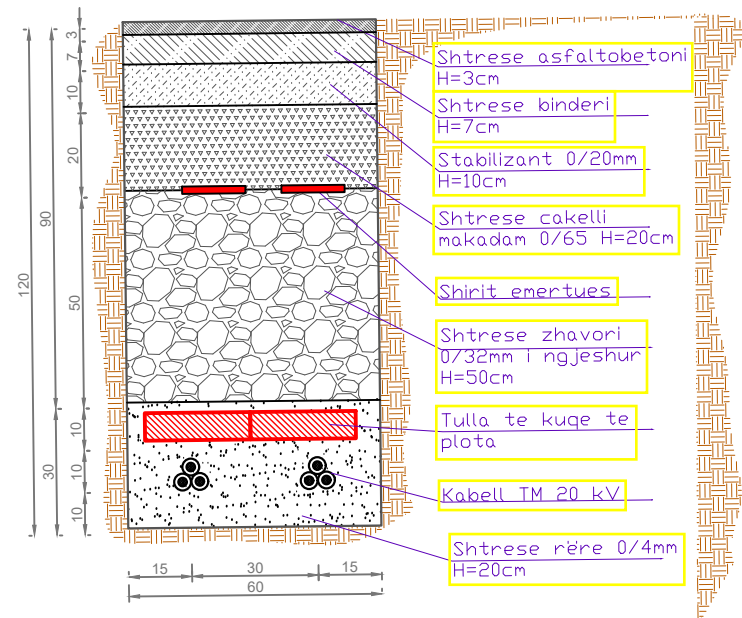 Shtrese asfaltobetoni
H=3cm
Shtrese binderi
H=7cm
Stabilizant 0/20mm
H=10cm
Shtrese cakelli
makadam 0/65 H=20cm
Shirit emertues
Shtrese zhavori
0/32mm i ngjeshur
H=50cm
Tulla te kuqe te
plota
Kabell TM 20 kV
Shtrese rëre 0/4mm
H=20cm
3
7
10
20
50
10
10
10
90
30
120
15
30
15
60